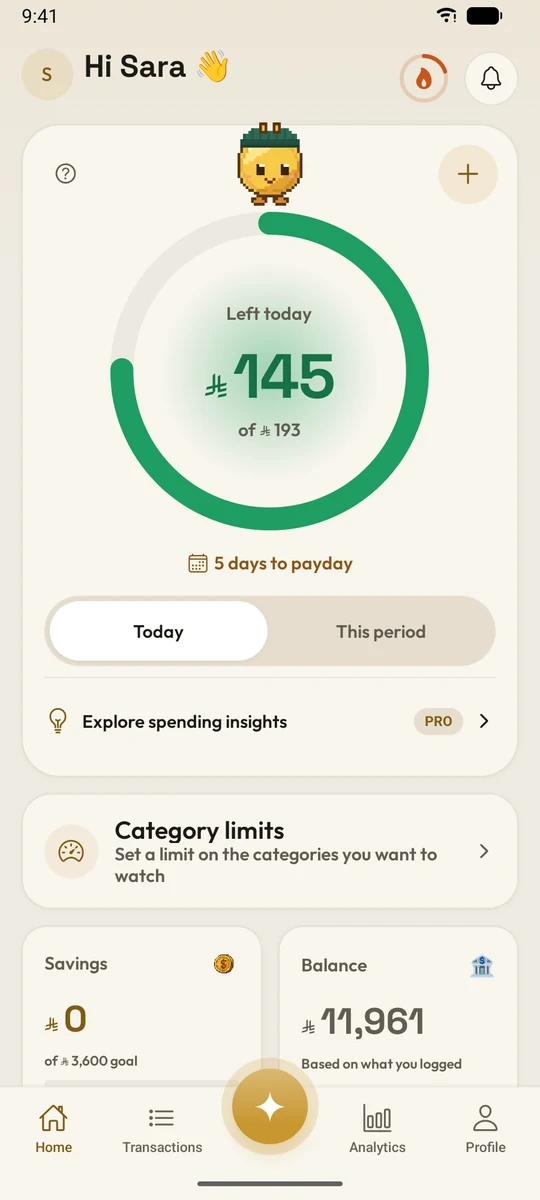 9:41
S
Hi Sara 👋
Left today
⃁ 145
of ⃁ 193
5 days to payday
Today
This period
Explore spending insights
PRO
Category limits
Set a limit on the categories you want to
watch
Savings
⃁ 0
of ⃁ 3,600 goal
Balance
⃁ 11,961
Based on what you logged
Home
Transactions
Analytics
Profile